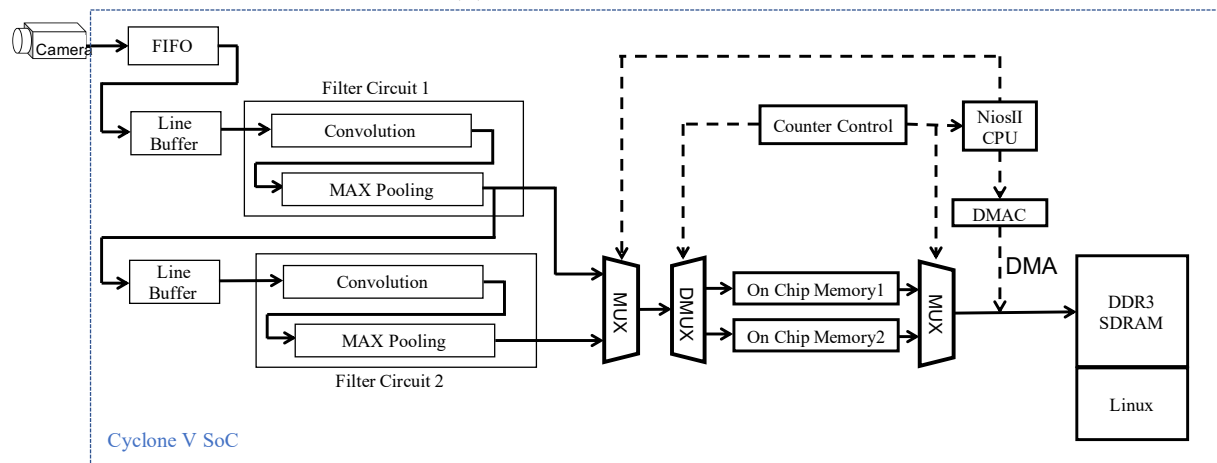 Camera
FIFO
Filter Circuit 1
Line
Buffer
Convolution
MAX Pooling
Counter Control
NiosII
CPU
DMAC
DMA
Line
Buffer
Convolution
MAX Pooling
Filter Circuit 2
MUX
DMUX
On Chip Memory1
On Chip Memory2
MUX
DDR3
SDRAM
Linux
Cyclone V SoC